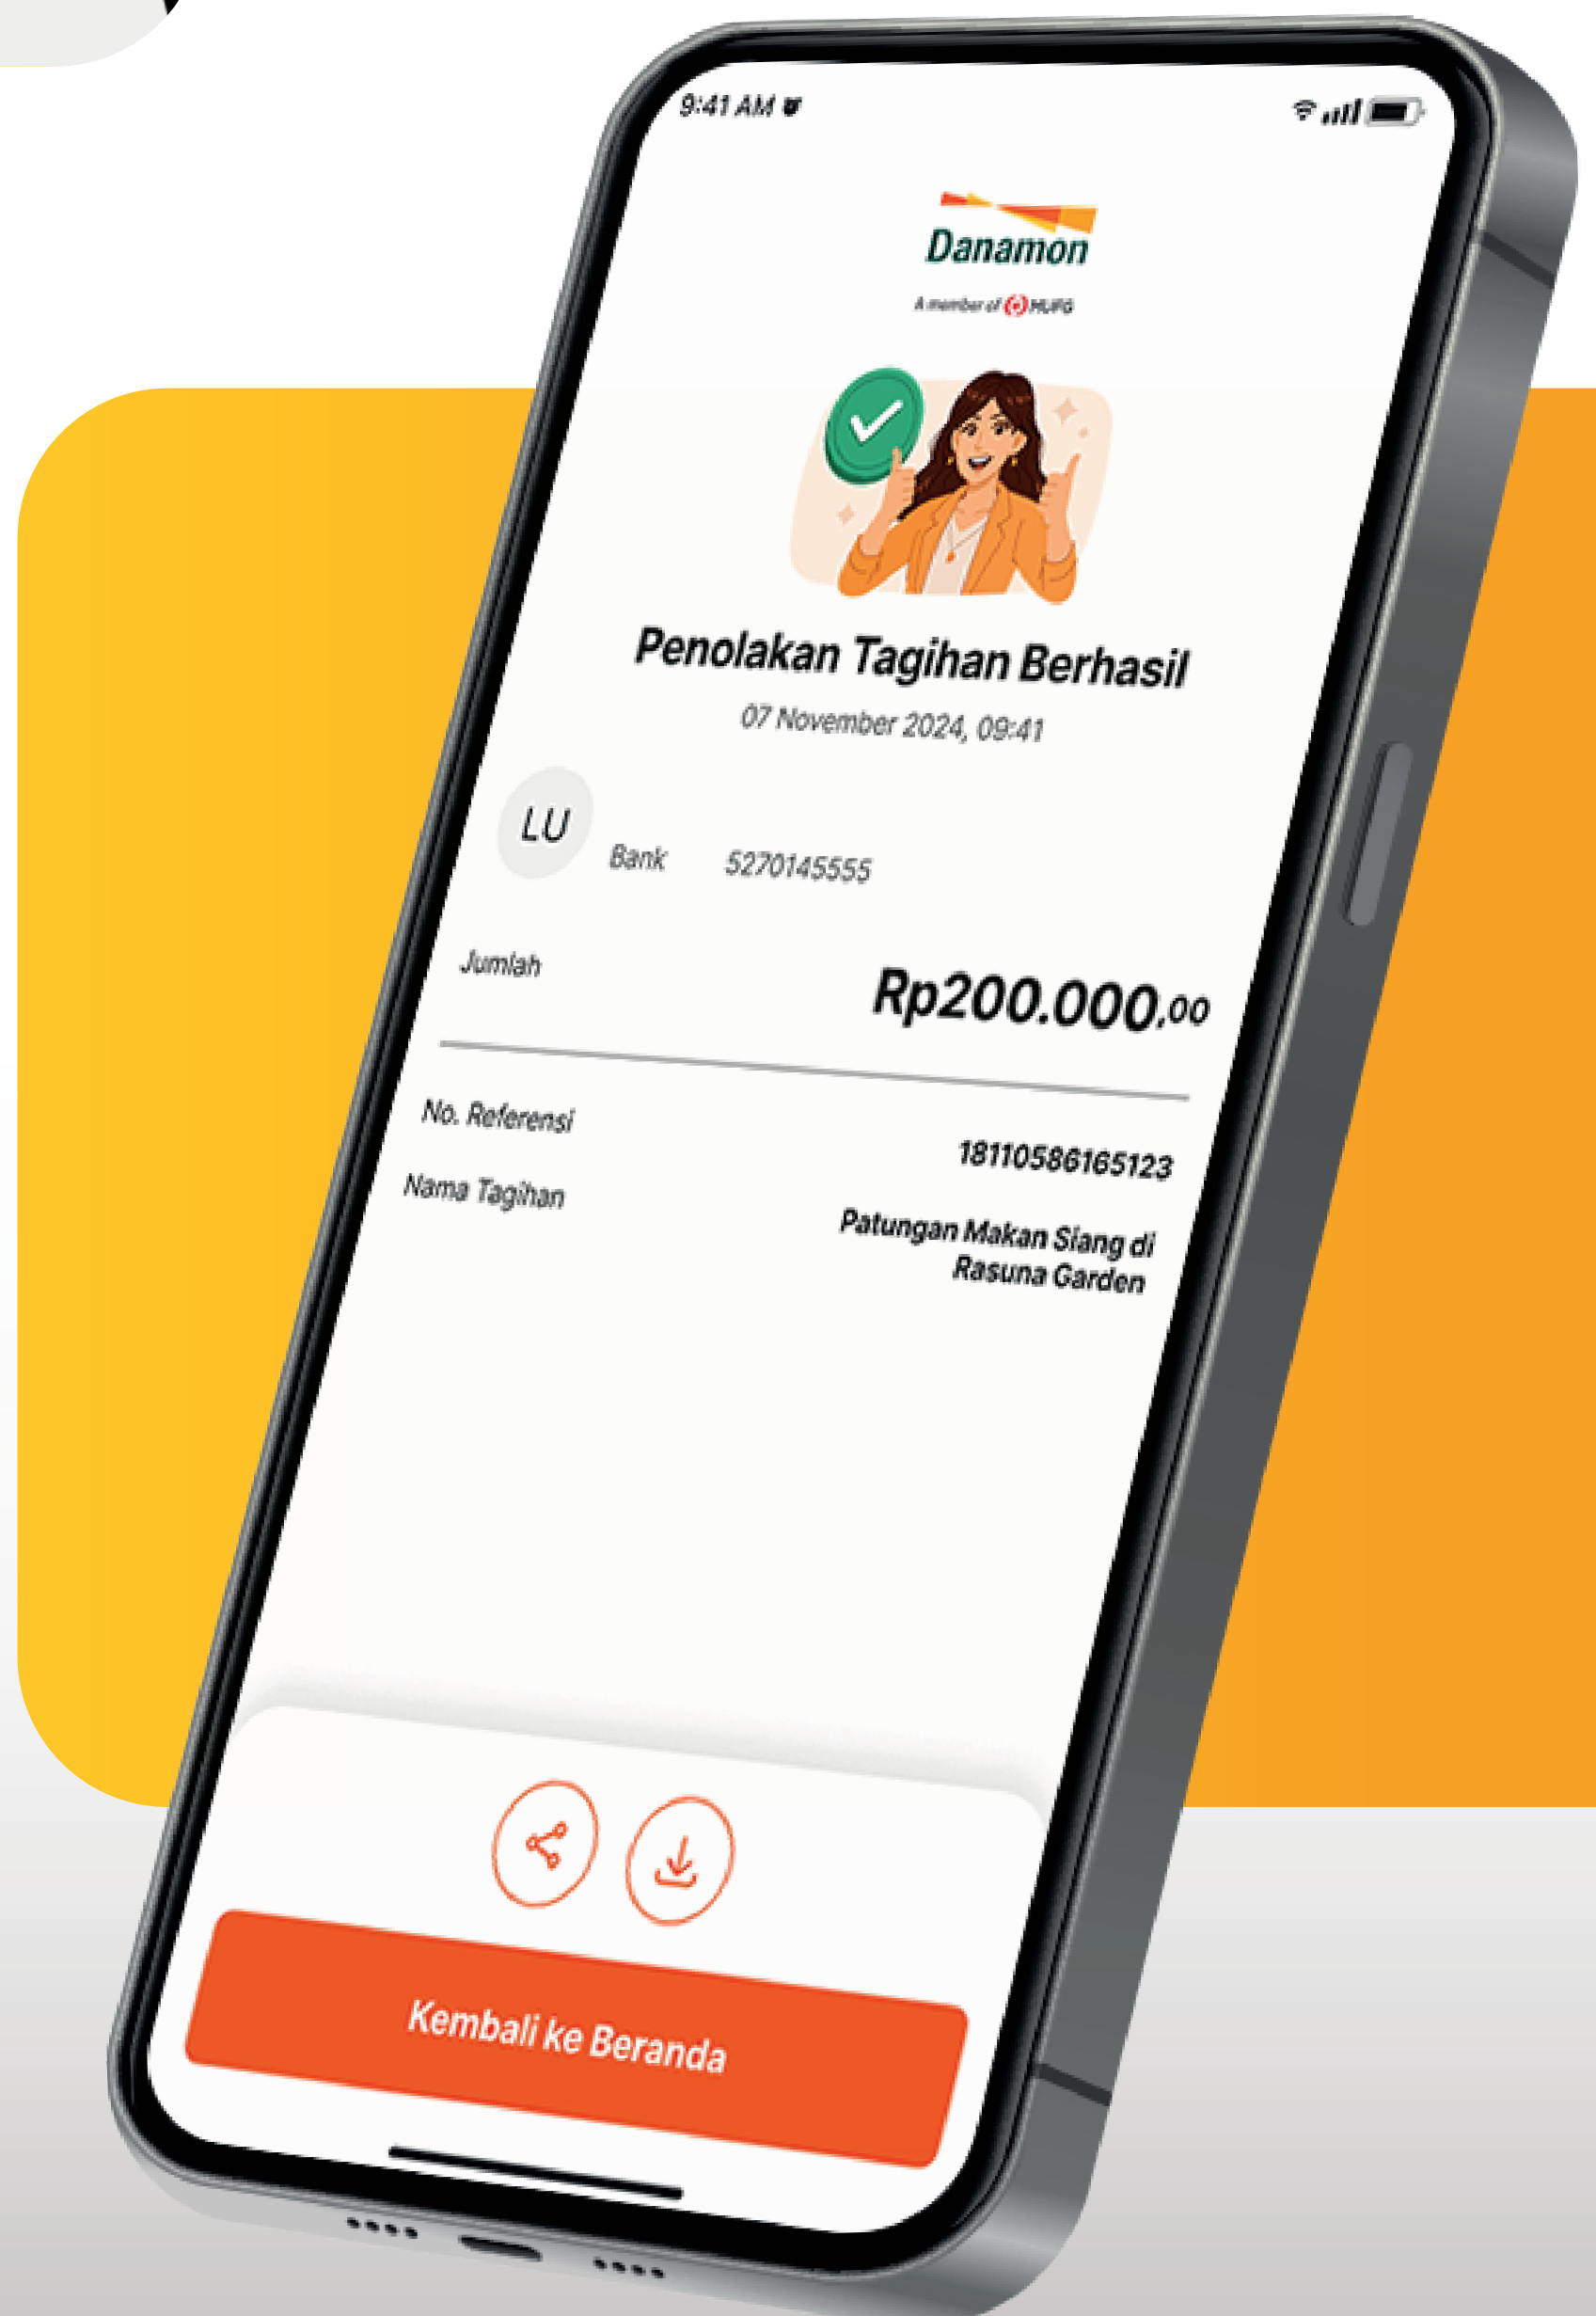 9:41 AM
Danamon
A member of MUFG
Penolakan Tagihan Berhasil
07 November 2024, 09:41
LU
Bank 5270145555
Jumlah
Rp200.000,00
No. Referensi
18110586165123
Nama Tagihan
Patungan Makan Siang di
Rasuna Garden
Kembali ke Beranda